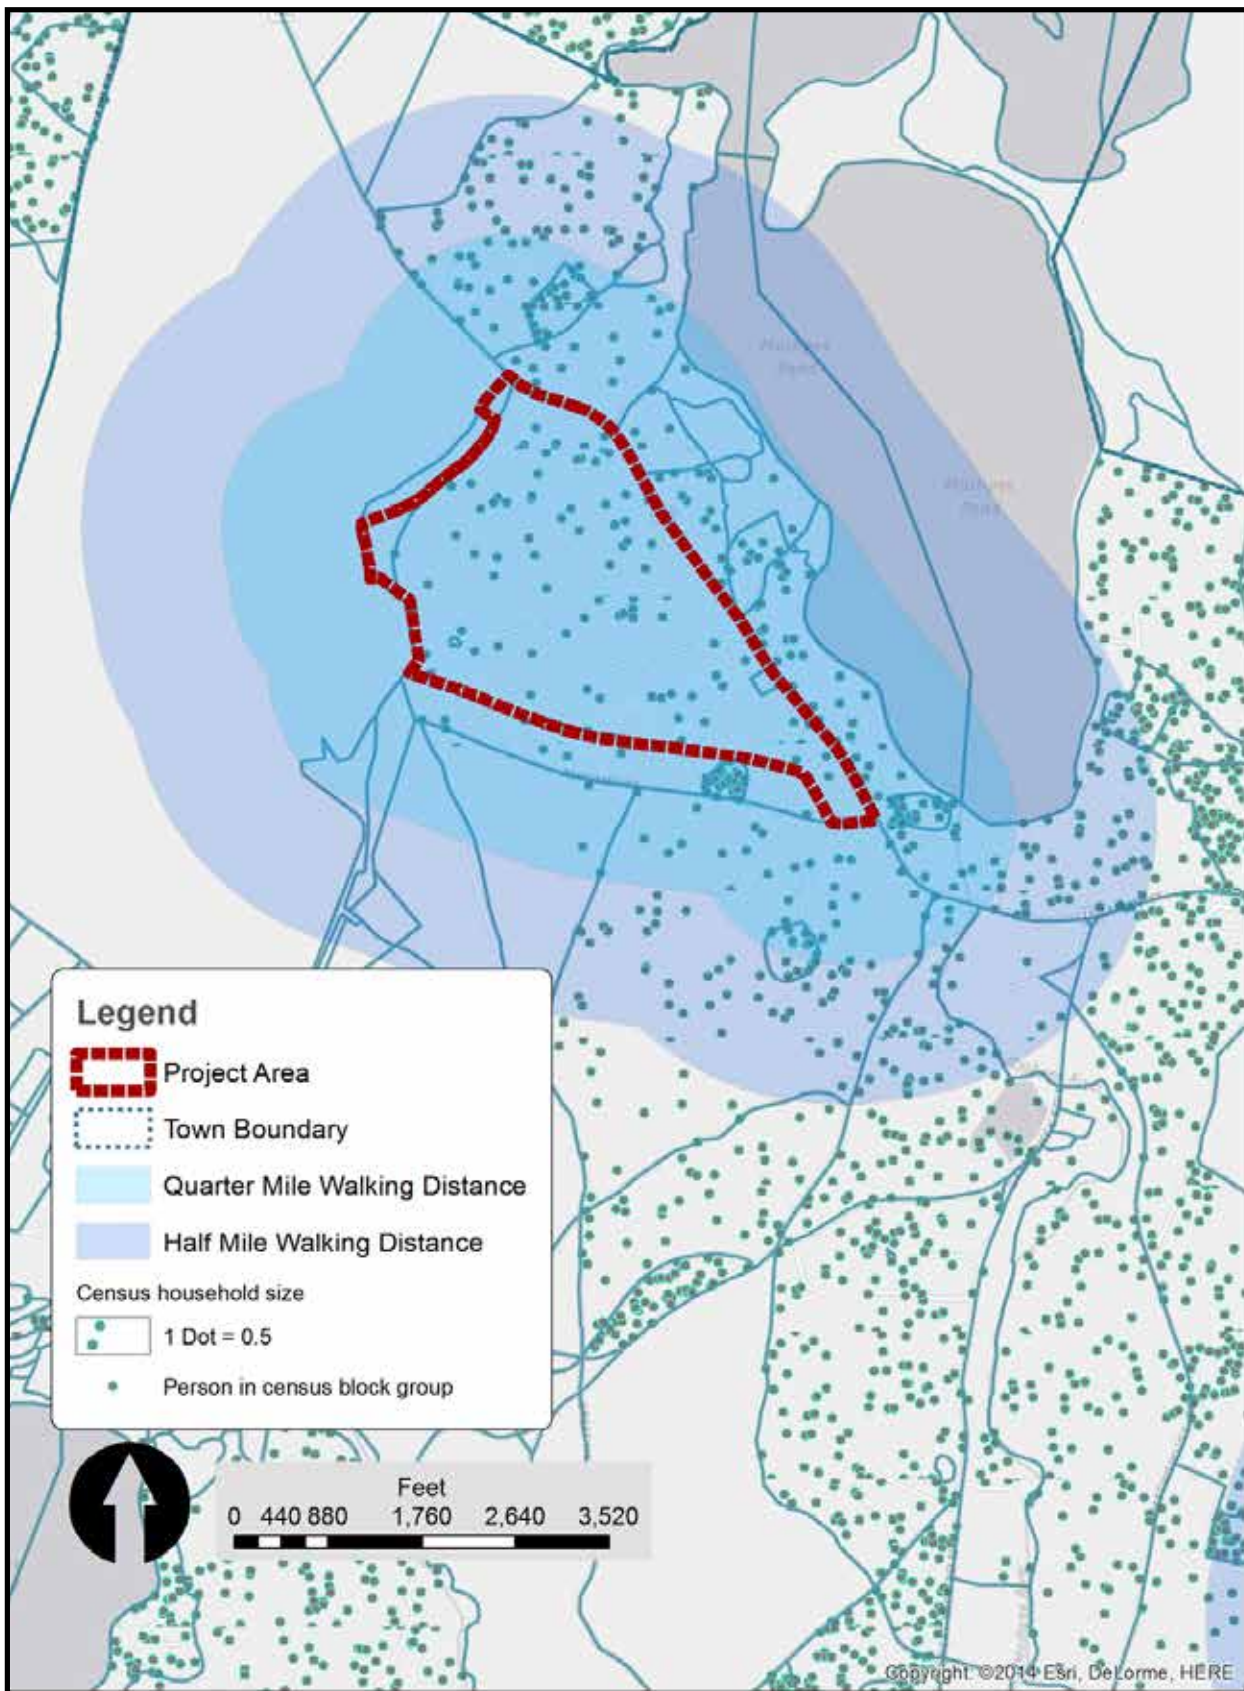 Pond
Pond
Legend
Project Area
Town Boundary
Quarter Mile Walking Distance
Half Mile Walking Distance
Census household size
1 Dot = 0.5
Person in census block group
Feet
0 440 880 1,760 2,640 3,520
Copyright: ©2014 Esri, DeLorme, HERE